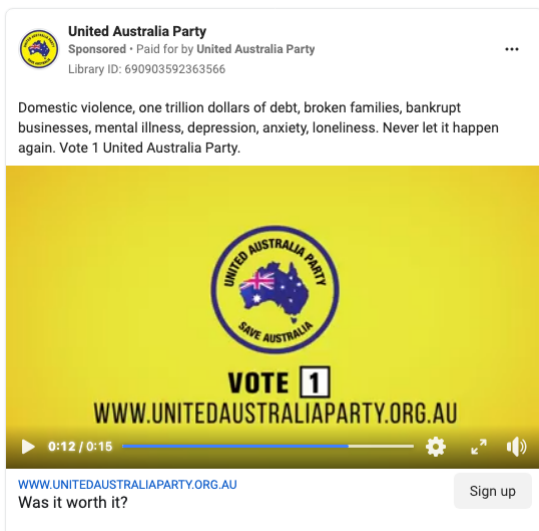 United Australia Party
Sponsored • Paid for by United Australia Party
Library ID: 690903592363566
Domestic violence, one trillion dollars of debt, broken families, bankrupt
businesses, mental illness, depression, anxiety, loneliness. Never let it happen
again. Vote 1 United Australia Party.
UNITED AUSTRALIA PARTY
SAVE AUSTRALIA
VOTE 1
WWW.UNITEDAUSTRALIAPARTY.ORG.AU
0:12 / 0:15
WWW.UNITEDAUSTRALIAPARTY.ORG.AU
Was it worth it?
Sign up